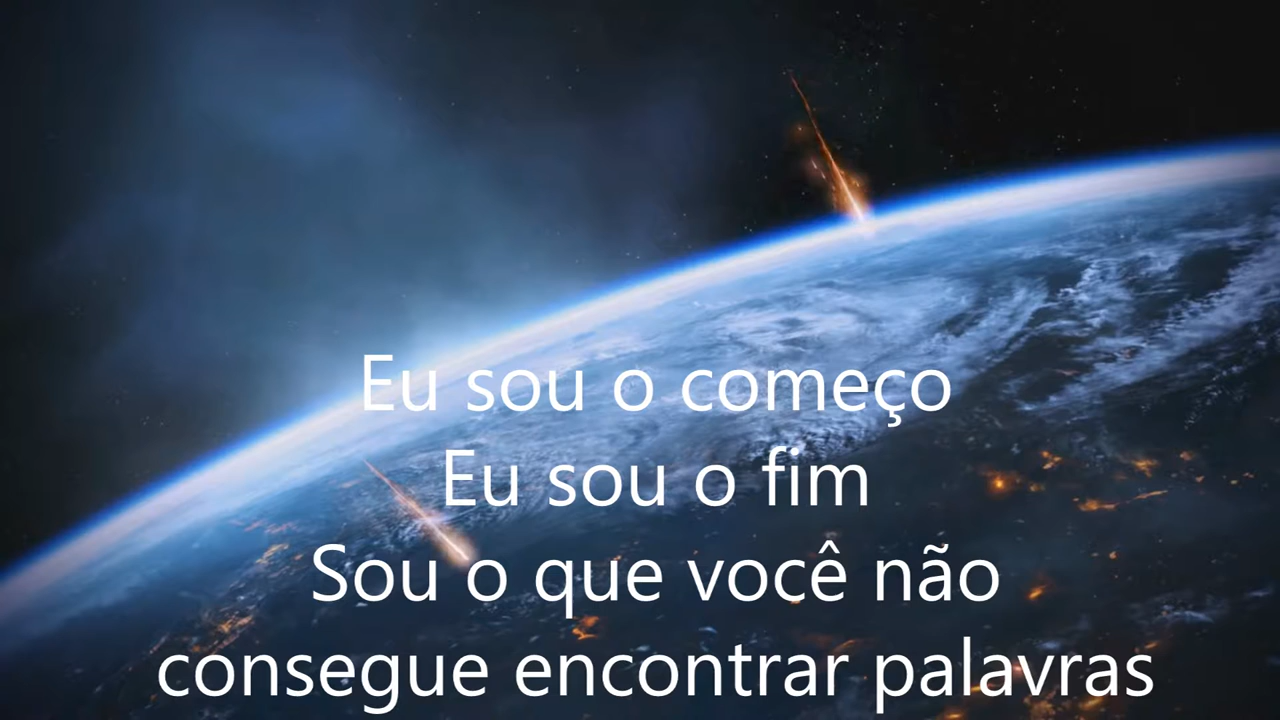 Eu sou o começo
Eu sou o fim
Sou o que você não
consegue encontrar palavras